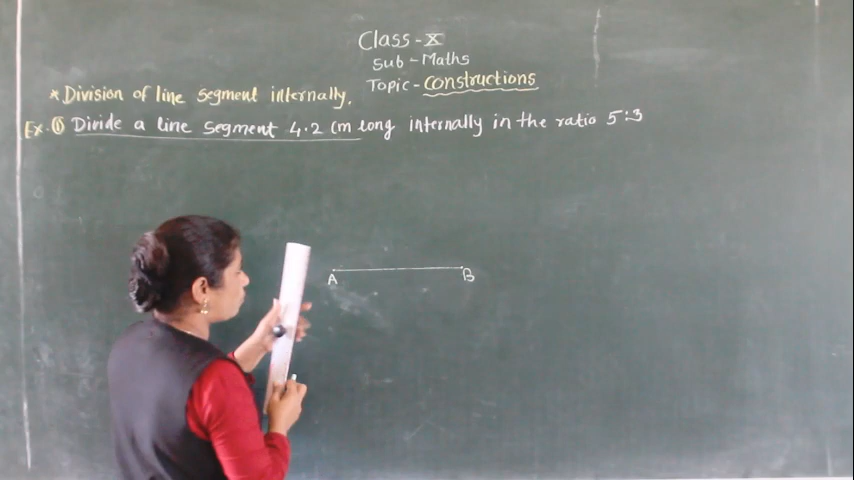 Class - X
Sub - Maths
Topic - Constructions
* Division of line segment internally.
Ex. ① Divide a line segment 4.2 cm long internally in the ratio 5:3
A B